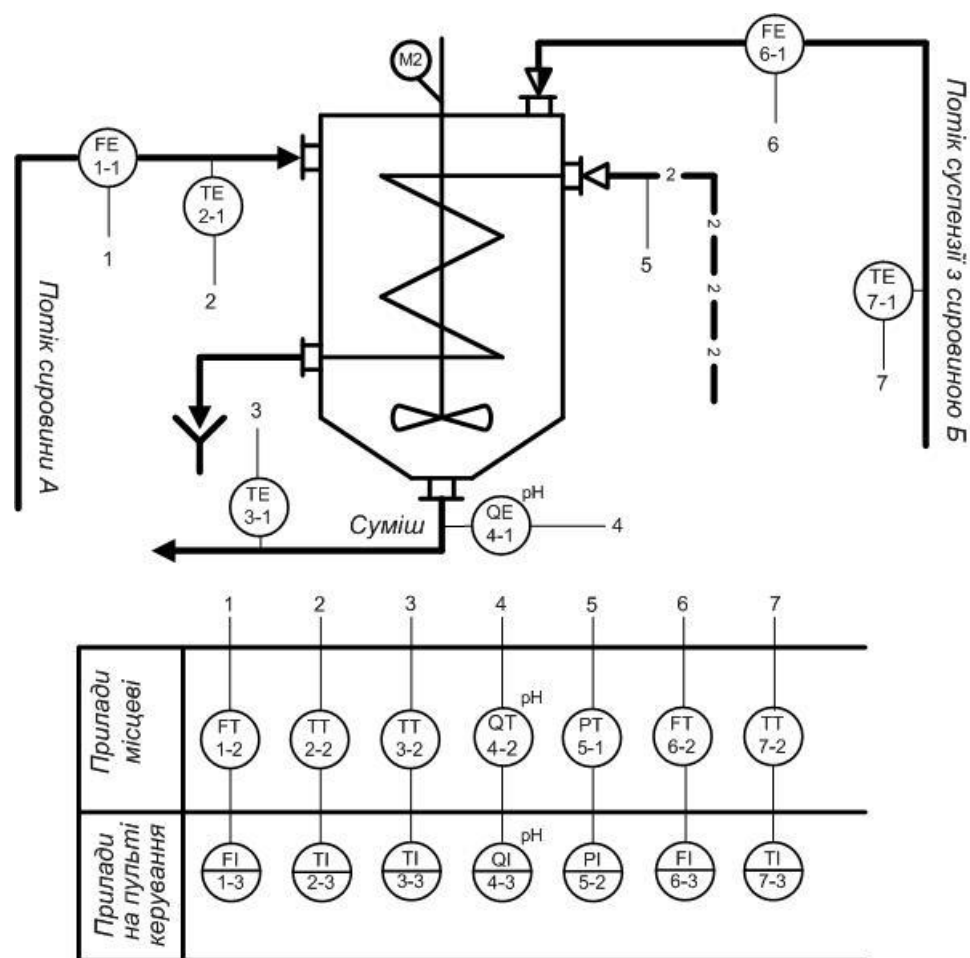 M2
FE
6-1
6
FE
1-1
1
TE
2-1
2
2
5
2
2
2
TE
7-1
7
Потік суспензії з сировиною Б
Потік сировини А
3
TE
3-1
Суміш
pH
QE
4-1
4
1 2 3 4 5 6 7
Прилади
місцеві
FT
1-2
TT
2-2
TT
3-2
pH
QT
4-2
PT
5-1
FT
6-2
TT
7-2
Прилади
на пульті
керування
FI
1-3
TI
2-3
TI
3-3
pH
QI
4-3
PI
5-2
FI
6-3
TI
7-3